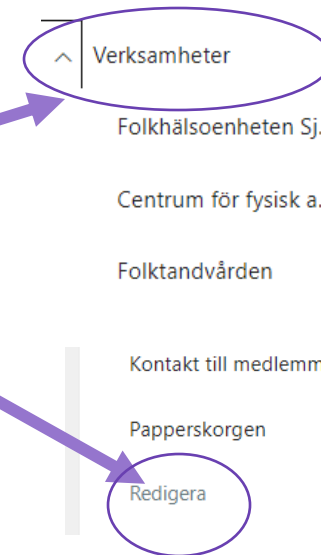 Verksamheter
Folkhälsoenheten Sj.
Centrum för fysisk a.
Folktandvården
Kontakt till medlemm
Papperskorgen
Redigera